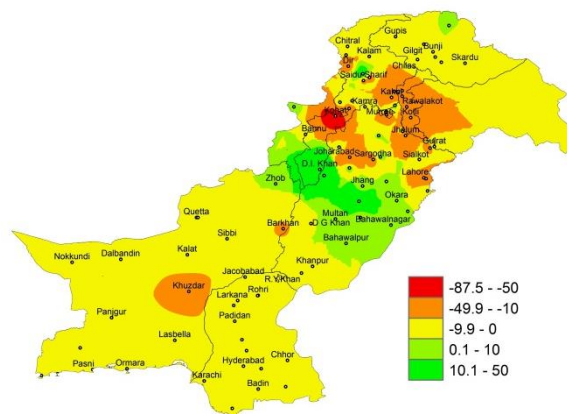 Gupis
Chitral
Bunji
Kalam
Gilgit
Skardu
Dir
Chilas
Saidu Sharif
Kakul
Kamra
Rawalakot
Kohat
Kotli
Bannu
Jhelum
Gujrat
Joharabad
Sargodha
Sialkot
D.I. Khan
Lahore
Zhob
Jhang
Okara
Quetta
Multan
Barkhan
D G Khan
Bahawalnagar
Sibbi
Bahawalpur
Kalat
Dalbandin
Nokkundi
Khanpur
Jacobabad
R.Y.Khan
Khuzdar
-87.5 - -50
Larkana
Rohri
-49.9 - -10
Panjgur
Padidan
-9.9 - 0
Lasbella
0.1 - 10
Pasni
Ormara
Hyderabad
Chhor
10.1 - 50
Karachi
Badin